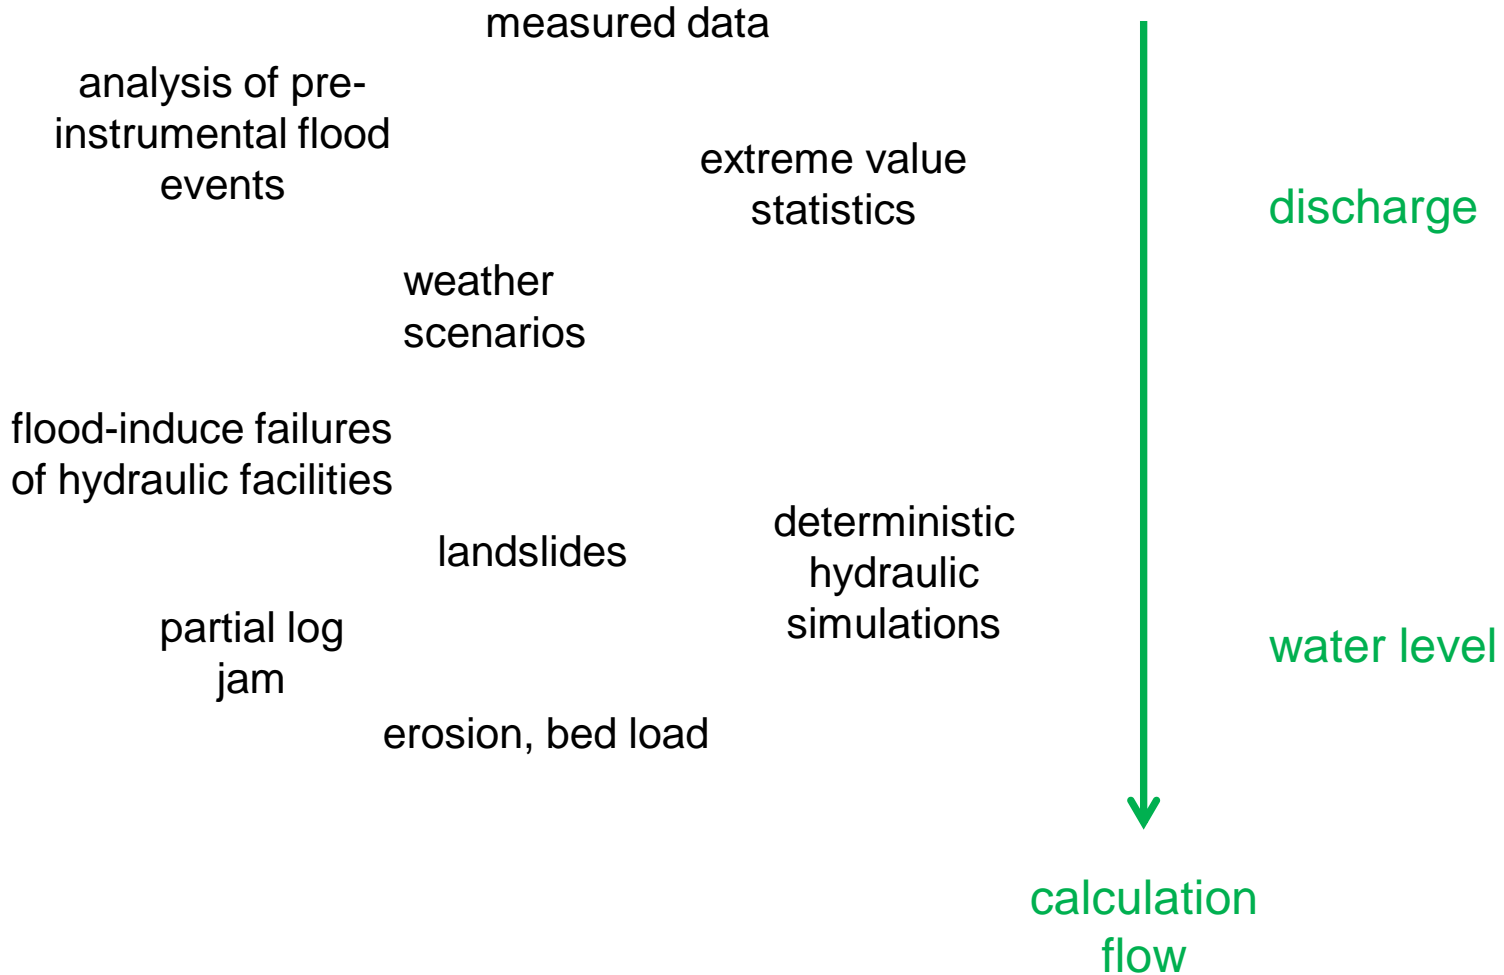 measured data
analysis of pre-
instrumental flood
events
extreme value
statistics
discharge
weather
scenarios
flood-induce failures
of hydraulic facilities
landslides
deterministic
hydraulic
simulations
partial log
jam
water level
erosion, bed load
calculation
flow